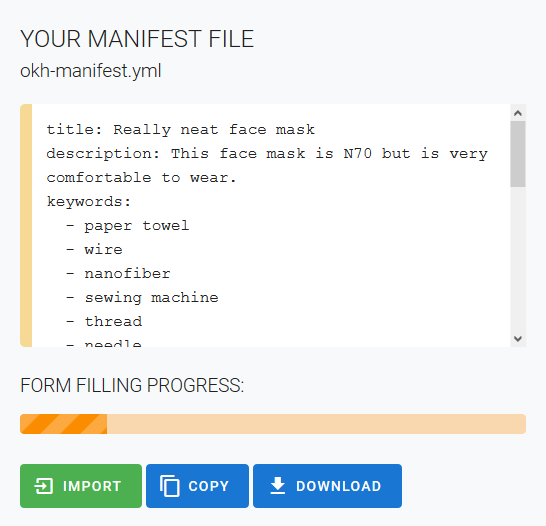 YOUR MANIFEST FILE
okh-manifest.yml
title: Really neat face mask
description: This face mask is N70 but is very
comfortable to wear.
keywords:
  - paper towel
  - wire
  - nanofiber
  - sewing machine
  - thread
  - needle
FORM FILLING PROGRESS:
IMPORT COPY DOWNLOAD